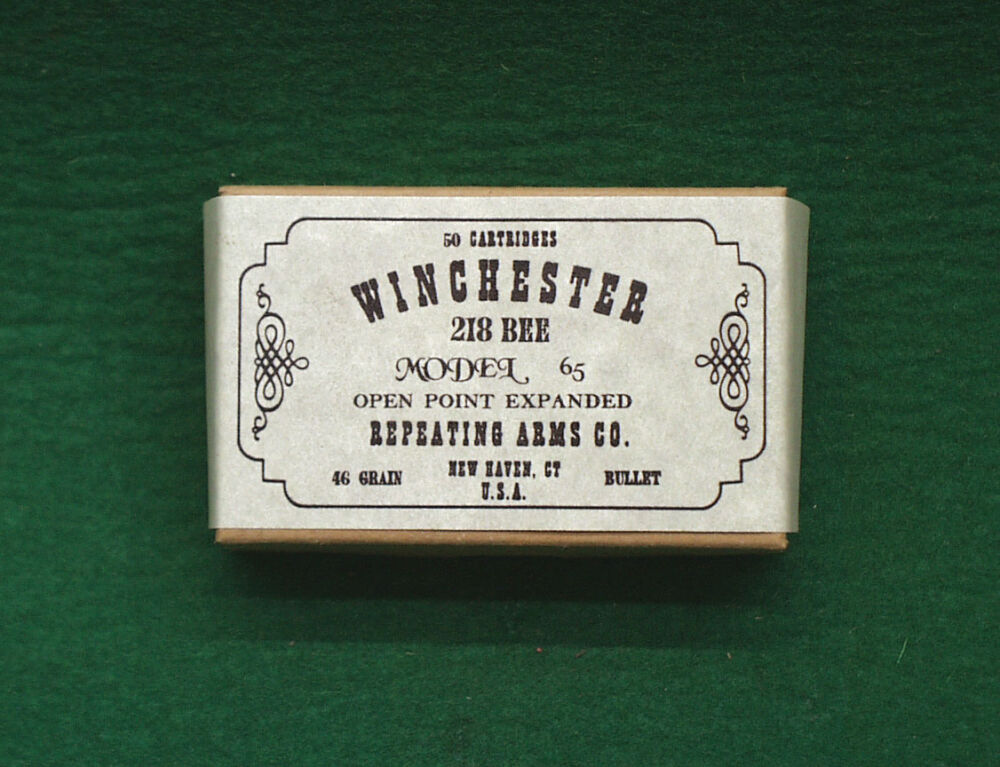 50 CARTRIDGES
WINCHESTER
218 BEE
MODEL 65
OPEN POINT EXPANDED
REPEATING ARMS CO.
46 GRAIN NEW HAVEN, CT BULLET
U.S.A.